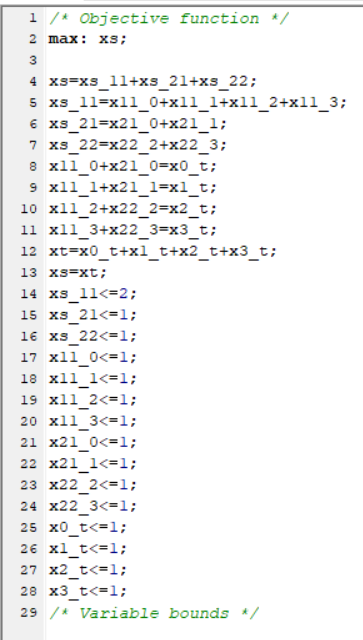 1 /* Objective function */
2 max: xs;
3
4 xs=xs_11+xs_21+xs_22;
5 xs_11=x11_0+x11_1+x11_2+x11_3;
6 xs_21=x21_0+x21_1;
7 xs_22=x22_2+x22_3;
8 x11_0+x21_0=x0_t;
9 x11_1+x21_1=x1_t;
10 x11_2+x22_2=x2_t;
11 x11_3+x22_3=x3_t;
12 xt=x0_t+x1_t+x2_t+x3_t;
13 xs=xt;
14 xs_11<=2;
15 xs_21<=1;
16 xs_22<=1;
17 x11_0<=1;
18 x11_1<=1;
19 x11_2<=1;
20 x11_3<=1;
21 x21_0<=1;
22 x21_1<=1;
23 x22_2<=1;
24 x22_3<=1;
25 x0_t<=1;
26 x1_t<=1;
27 x2_t<=1;
28 x3_t<=1;
29 /* Variable bounds */